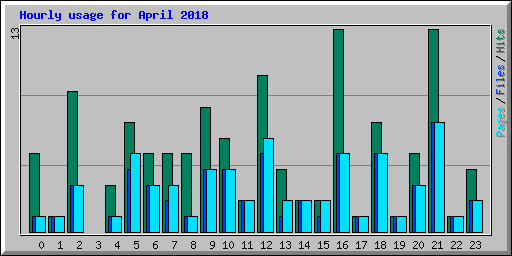 Hourly usage for April 2018
13
Pages/Files/Hits
0 1 2 3 4 5 6 7 8 9 10 11 12 13 14 15 16 17 18 19 20 21 22 23